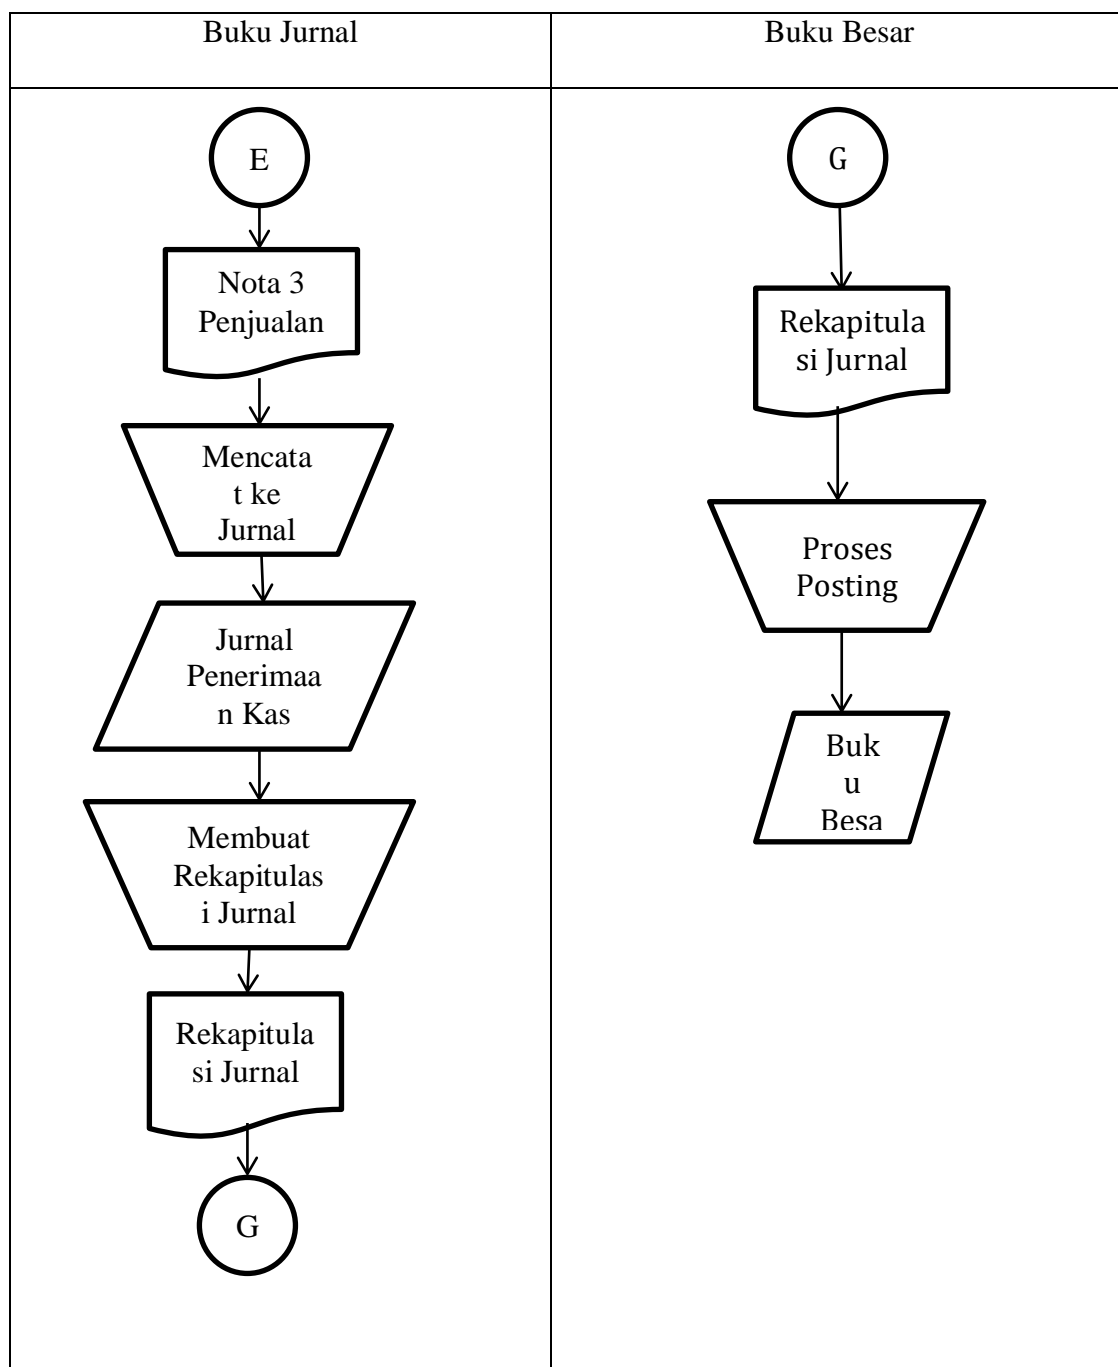 Buku Jurnal
Buku Besar
E
Nota 3
Penjualan
Mencata
t ke
Jurnal
Jurnal
Penerimaa
n Kas
Membuat
Rekapitulas
i Jurnal
Rekapitula
si Jurnal
G
G
Rekapitula
si Jurnal
Proses
Posting
Buk
u
Besa